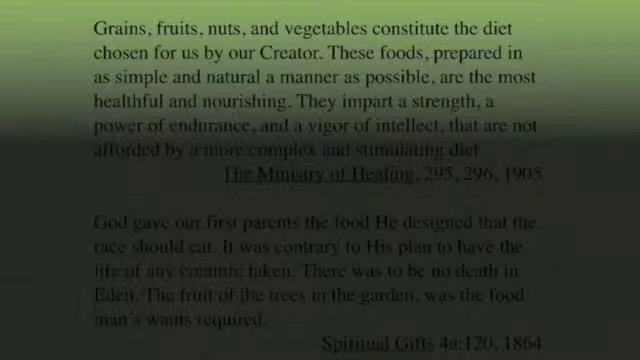 Grains, fruits, nuts, and vegetables constitute the diet
chosen for us by our Creator. These foods, prepared in
as simple and natural a manner as possible, are the most
healthful and nourishing. They impart a strength, a
power of endurance, and a vigor of intellect, that are not
afforded by a more complex and stimulating diet
The Ministry of Healing, 295, 296, 1905
God gave our first parents the food He designed that the
race should eat. It was contrary to His plan to have the
life of any creature taken. There was to be no death in
Eden. The fruit of the trees in the garden, was the food
man's wants required.
Spiritual Gifts 4a:120, 1864